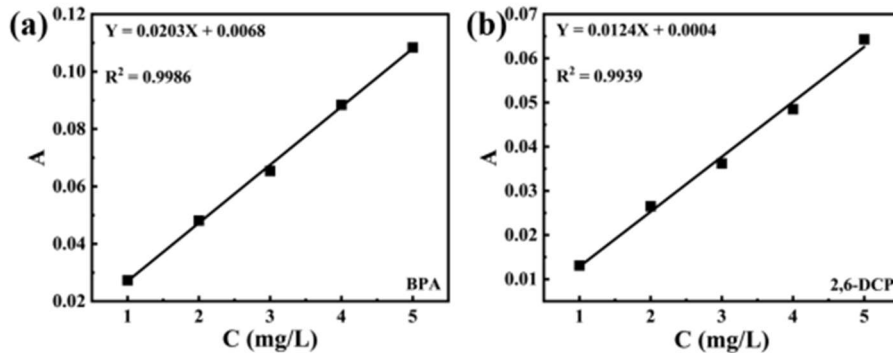 (a)
Y = 0.0203X + 0.0068
R² = 0.9986
0.12
0.10
0.08
0.06
0.04
0.02
A
1 2 3 4 5
C (mg/L)
BPA
(b)
Y = 0.0124X + 0.0004
R² = 0.9939
0.07
0.06
0.05
0.04
0.03
0.02
0.01
A
1 2 3 4 5
C (mg/L)
2,6-DCP